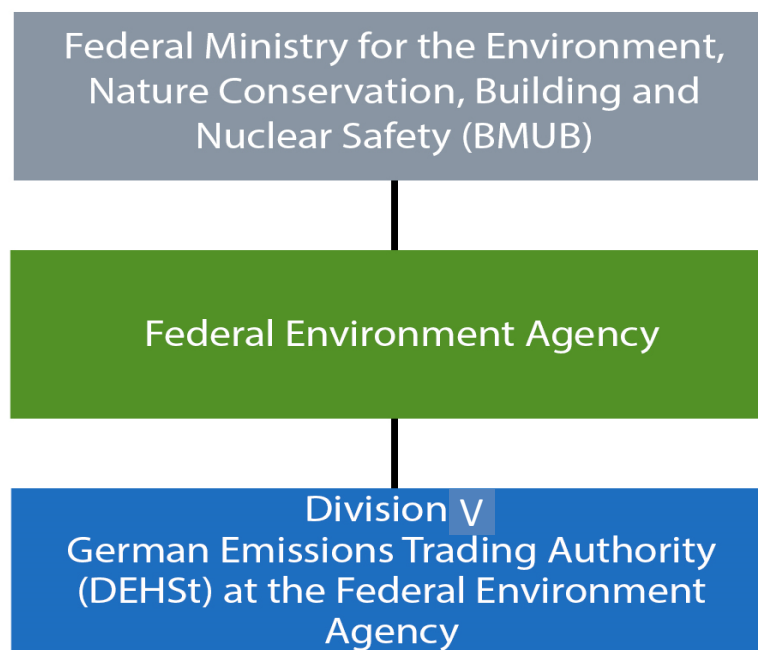 Federal Ministry for the Environment,
Nature Conservation, Building and
Nuclear Safety (BMUB)
Federal Environment Agency
Division V
German Emissions Trading Authority
(DEHSt) at the Federal Environment
Agency